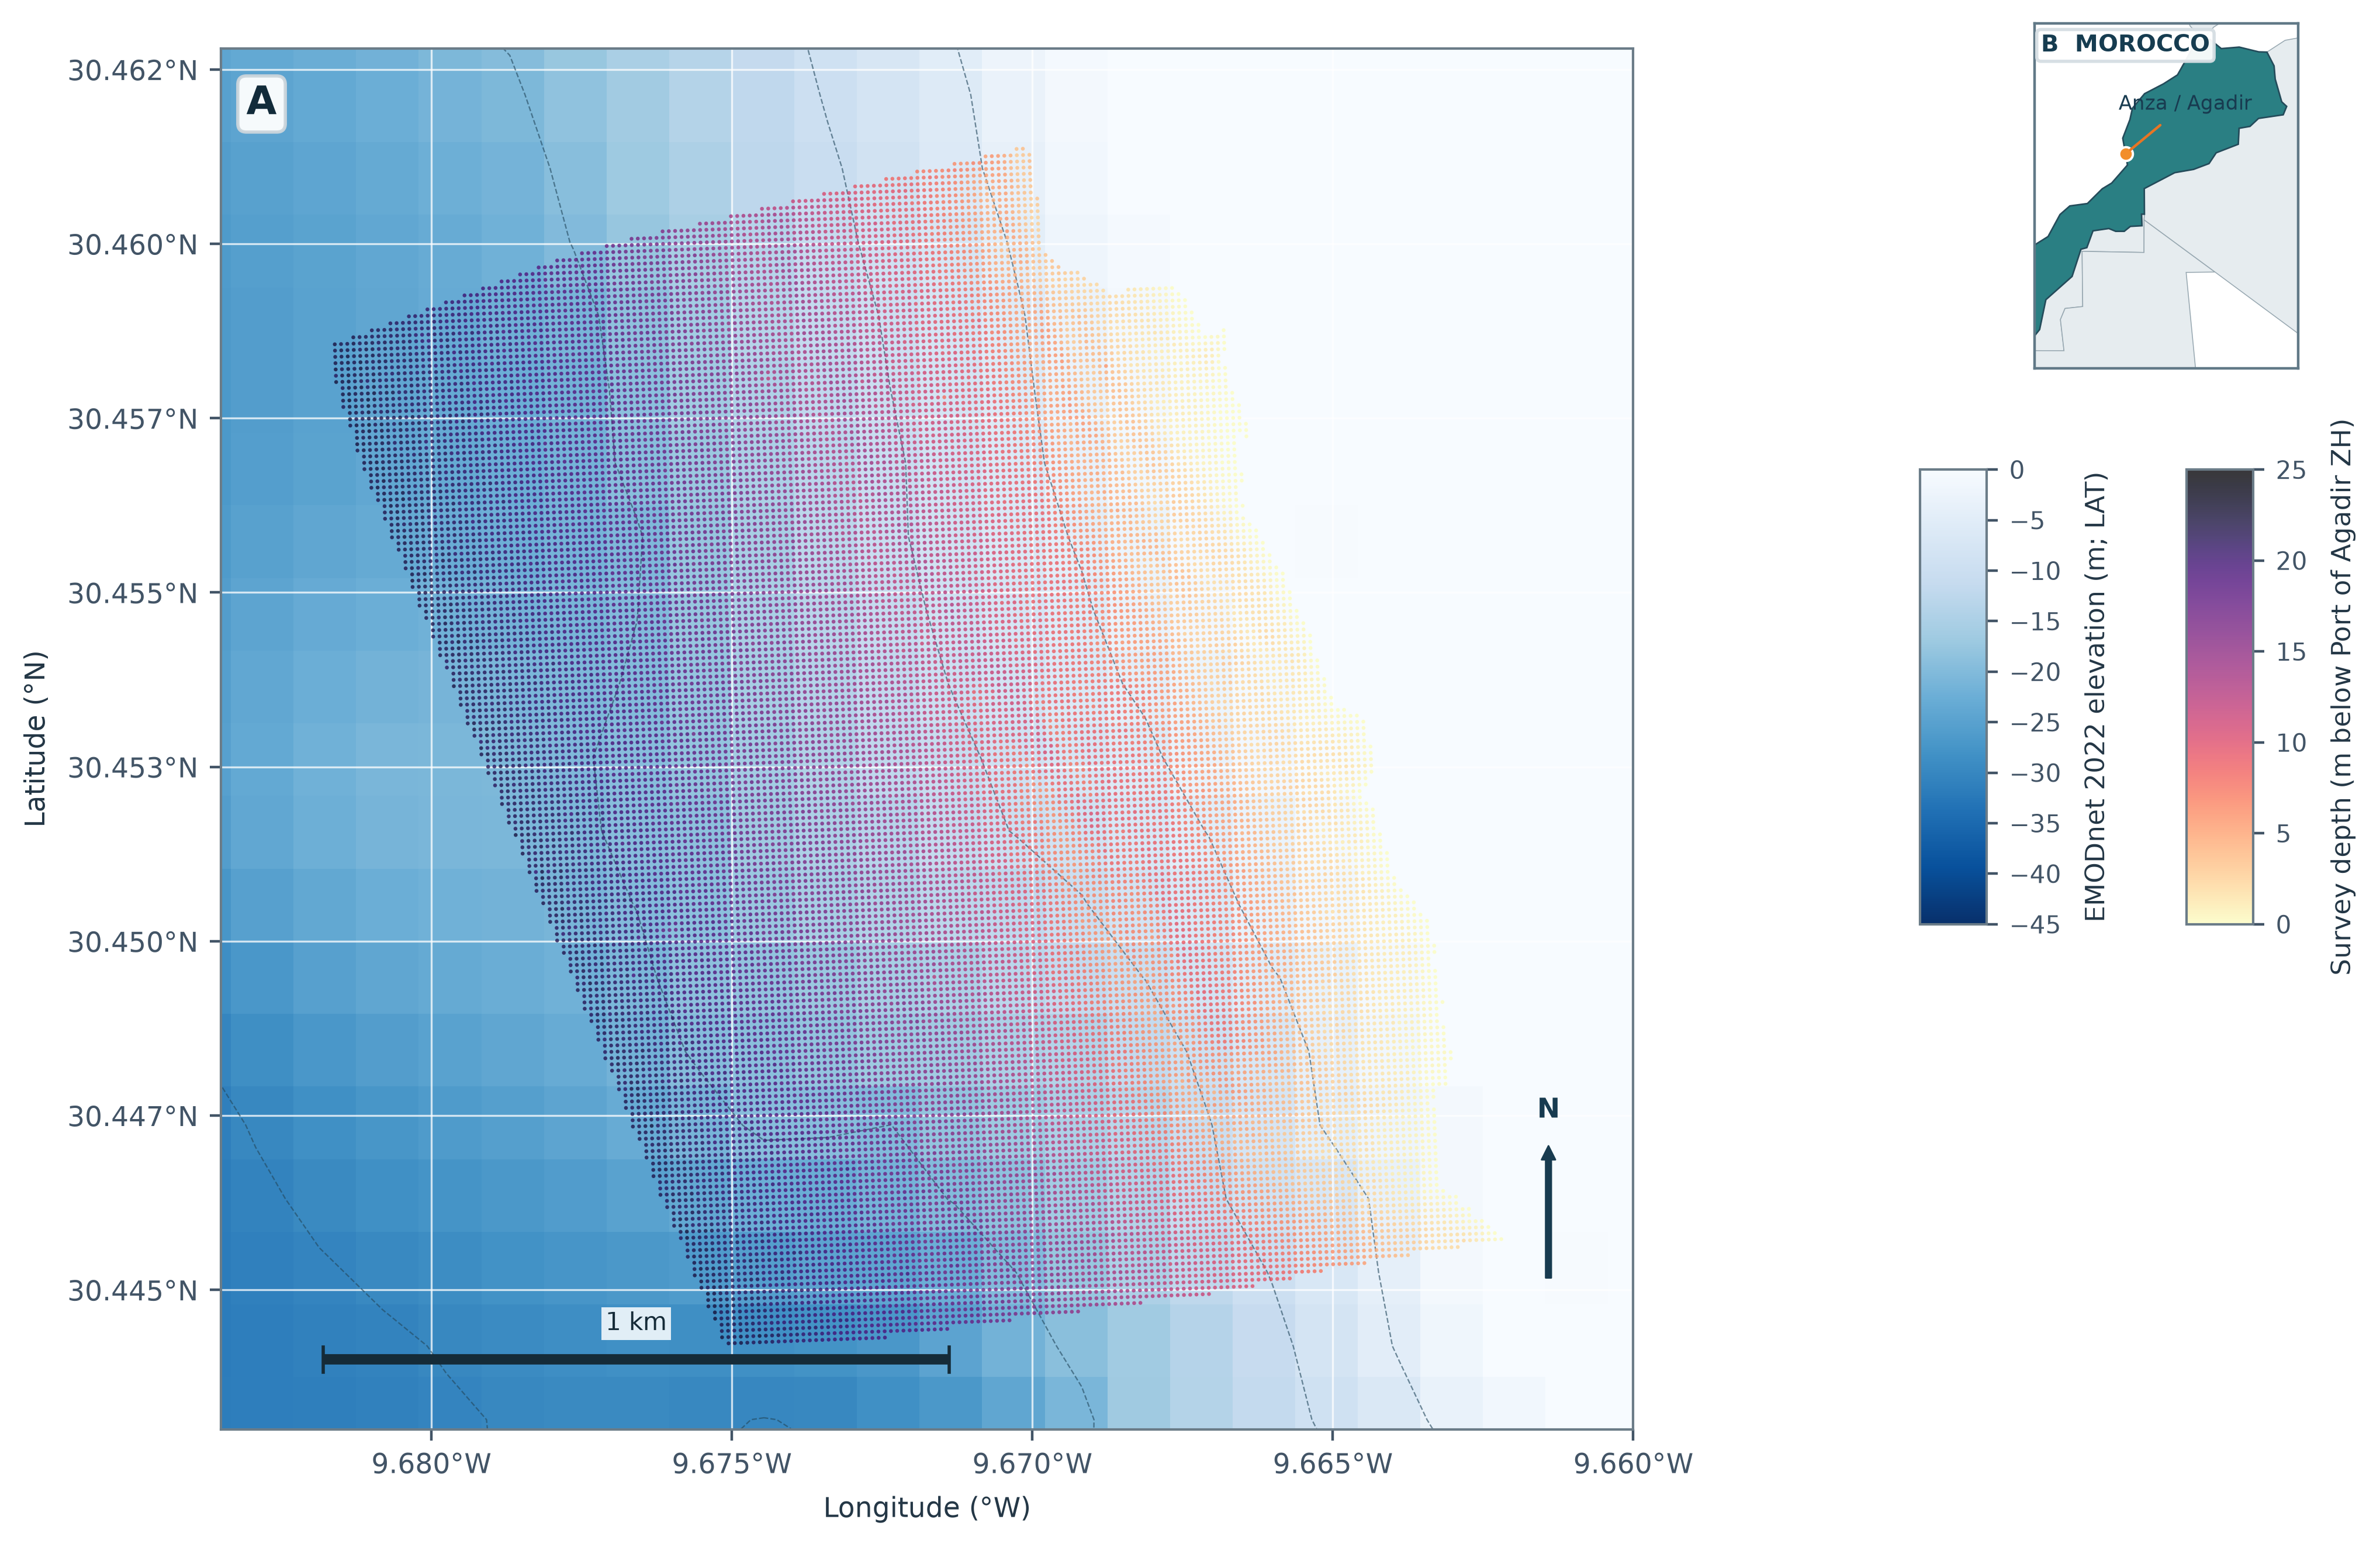 A
30.462°N
30.460°N
30.457°N
30.455°N
30.453°N
30.450°N
30.447°N
30.445°N
Latitude (°N)
9.680°W
9.675°W
9.670°W
9.665°W
9.660°W
Longitude (°W)
1 km
N
B MOROCCO
Anza / Agadir
0
−5
−10
−15
−20
−25
−30
−35
−40
−45
EMODnet 2022 elevation (m; LAT)
25
20
15
10
5
0
Survey depth (m below Port of Agadir ZH)